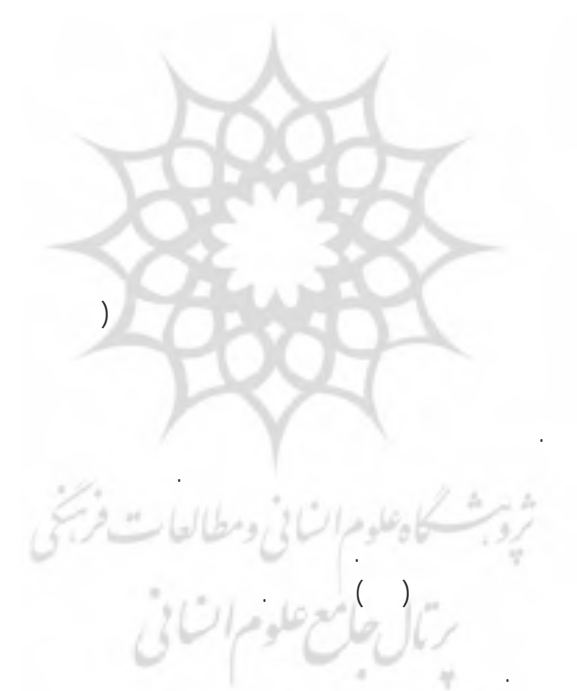 )
.
.
پژوهشگاه علوم انسانی و مطالعات فرهنگی
.
. ( )
پرتال جامع علوم انسانی
.